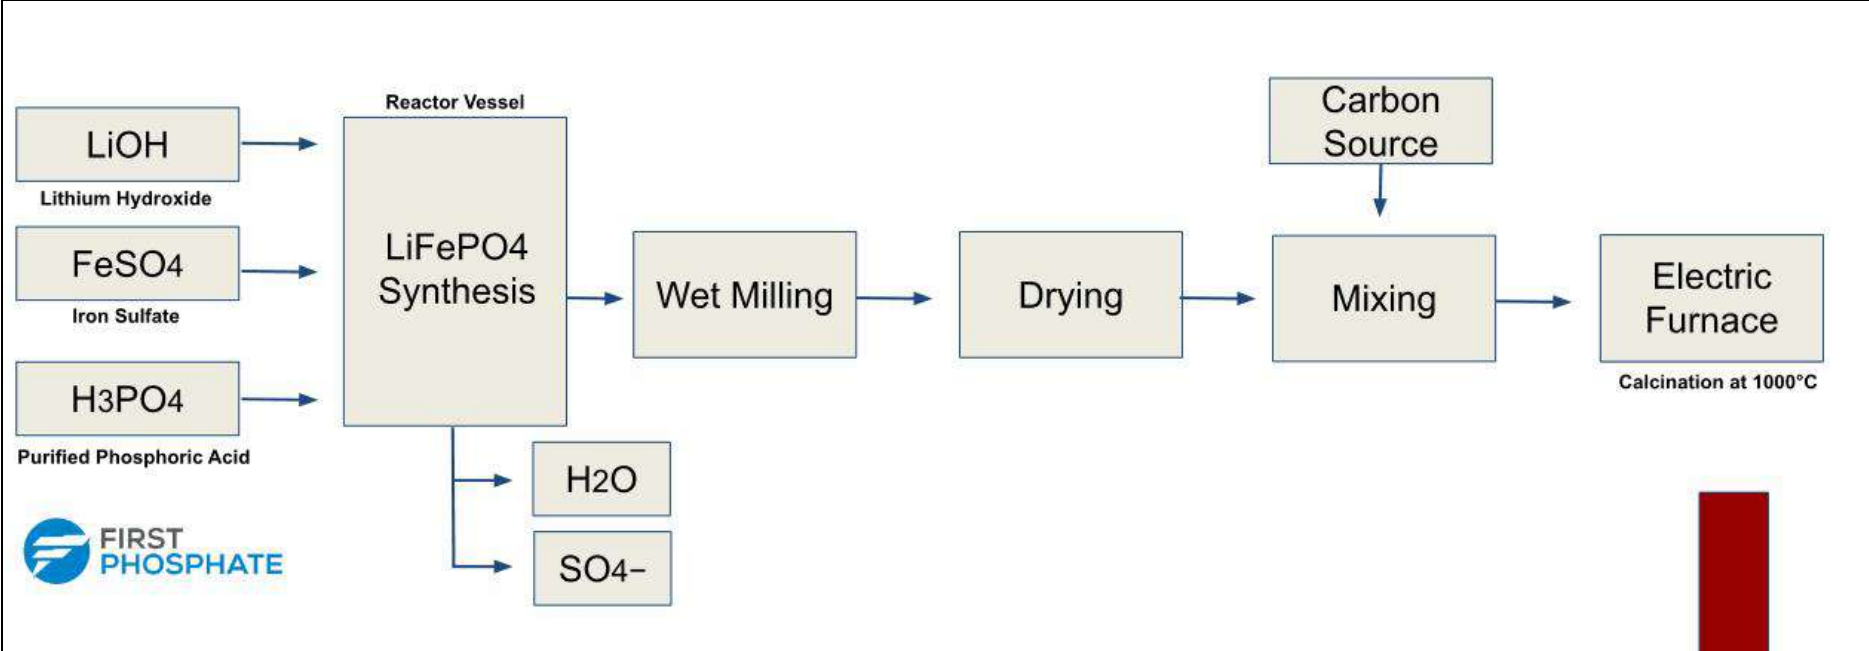 Reactor Vessel
LiOH
Lithium Hydroxide
FeSO4
Iron Sulfate
H3PO4
Purified Phosphoric Acid
LiFePO4
Synthesis
H2O
SO4–
Wet Milling
Drying
Carbon
Source
Mixing
Electric
Furnace
Calcination at 1000°C
FIRST
PHOSPHATE